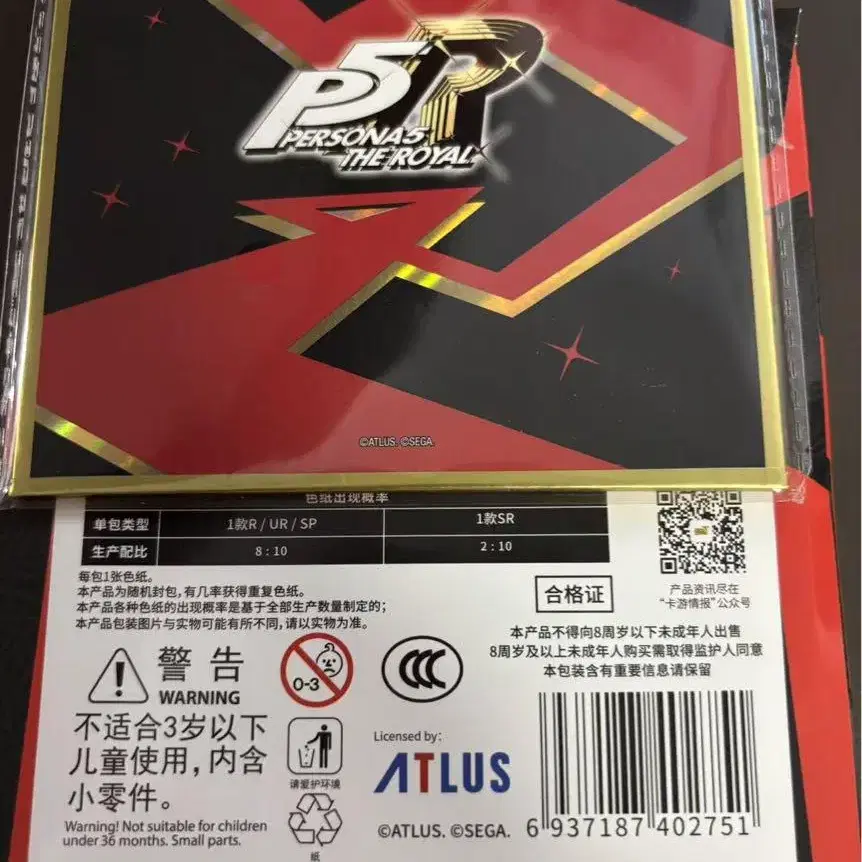 P5R
PERSONA5
THE ROYAL
©ATLUS. ©SEGA.
色纸出现概率
单包类型 1款R / UR / SP 1款SR
生产配比 8 : 10 2 : 10
每包1张色纸。
本产品为随机封包，有几率获得重复色纸。
本产品各种色纸的出现概率是基于全部生产数量制定的；
本产品包装图片与实物可能有所不同，请以实物为准。
合格证
产品资讯尽在
“卡游情报”公众号
本产品不得向8周岁以下未成年人出售
8周岁及以上未成年人购买需取得监护人同意
本包装含有重要信息请保留
警告
WARNING
不适合3岁以下
儿童使用，内含
小零件。
Warning! Not suitable for children
under 36 months. Small parts.
0-3
请爱护环境
纸
CCC
Licensed by:
ATLUS
©ATLUS. ©SEGA.
6 937187 402751